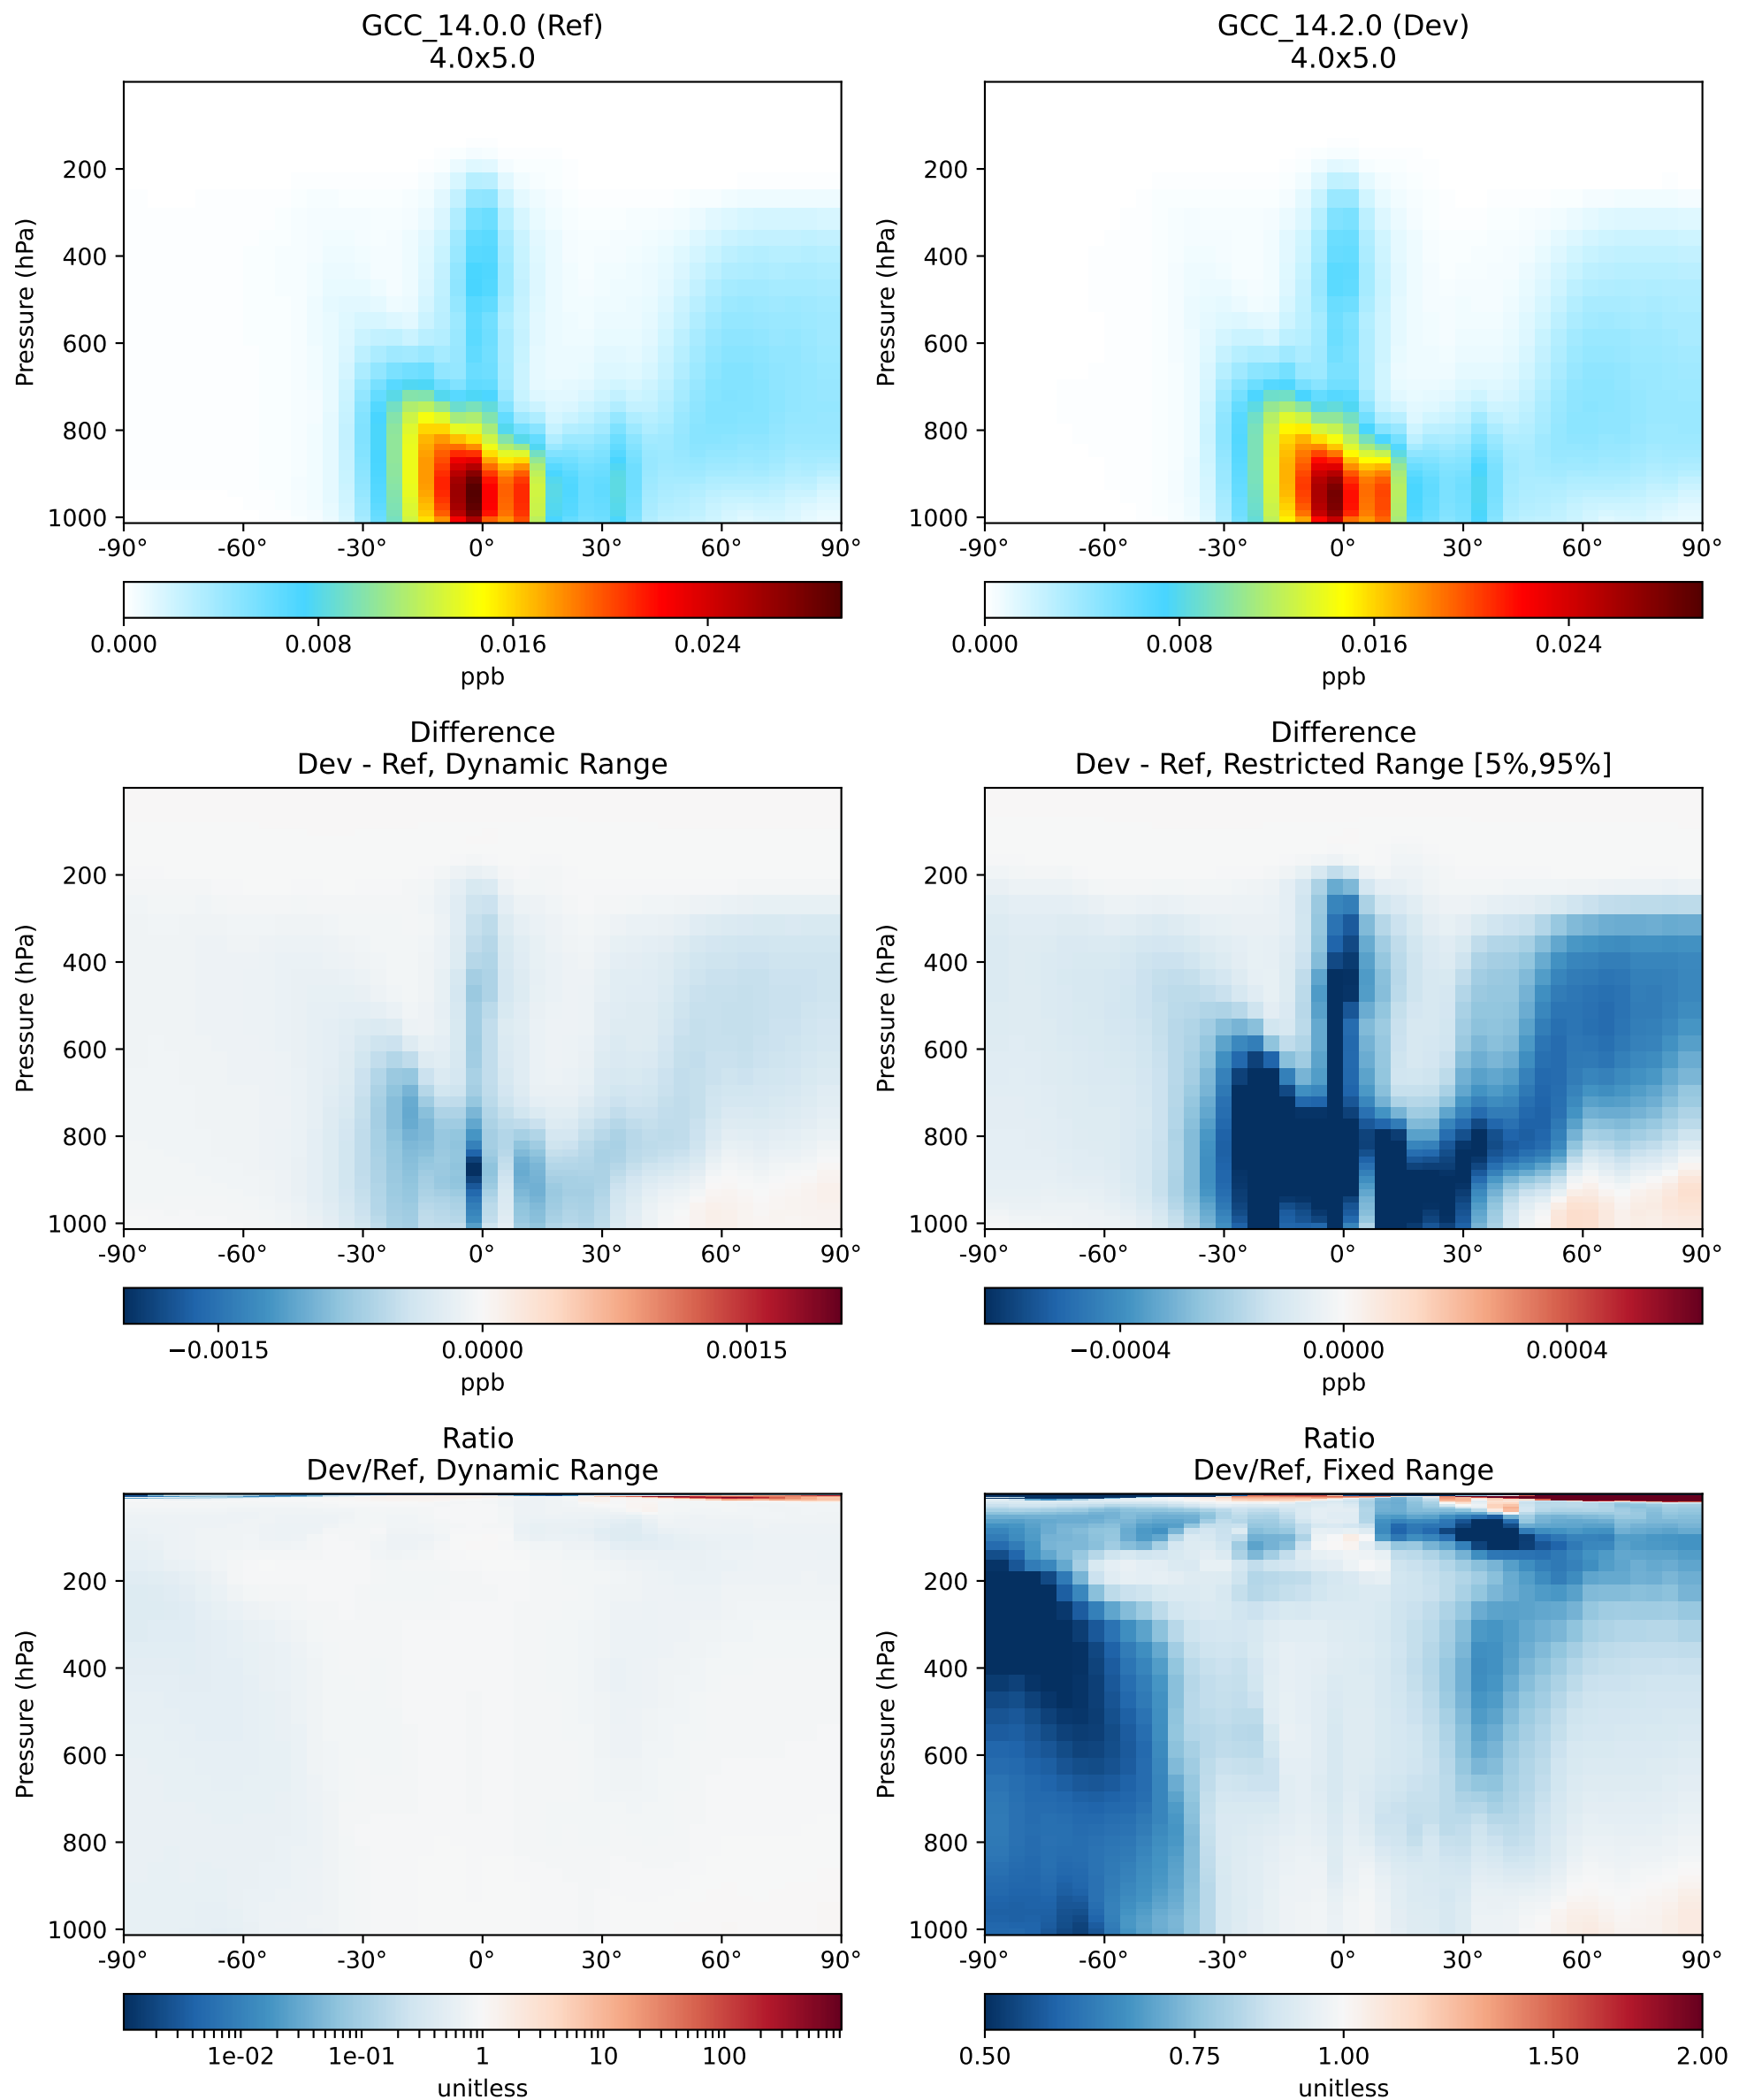 GCC_14.0.0 (Ref)
4.0x5.0
Pressure (hPa)
200
400
600
800
1000
-90° -60° -30° 0° 30° 60° 90°
0.000 0.008 0.016 0.024
ppb
GCC_14.2.0 (Dev)
4.0x5.0
Pressure (hPa)
200
400
600
800
1000
-90° -60° -30° 0° 30° 60° 90°
0.000 0.008 0.016 0.024
ppb
Difference
Dev - Ref, Dynamic Range
Pressure (hPa)
200
400
600
800
1000
-90° -60° -30° 0° 30° 60° 90°
−0.0015 0.0000 0.0015
ppb
Difference
Dev - Ref, Restricted Range [5%,95%]
Pressure (hPa)
200
400
600
800
1000
-90° -60° -30° 0° 30° 60° 90°
−0.0004 0.0000 0.0004
ppb
Ratio
Dev/Ref, Dynamic Range
Pressure (hPa)
200
400
600
800
1000
-90° -60° -30° 0° 30° 60° 90°
1e-02 1e-01 1 10 100
unitless
Ratio
Dev/Ref, Fixed Range
Pressure (hPa)
200
400
600
800
1000
-90° -60° -30° 0° 30° 60° 90°
0.50 0.75 1.00 1.50 2.00
unitless